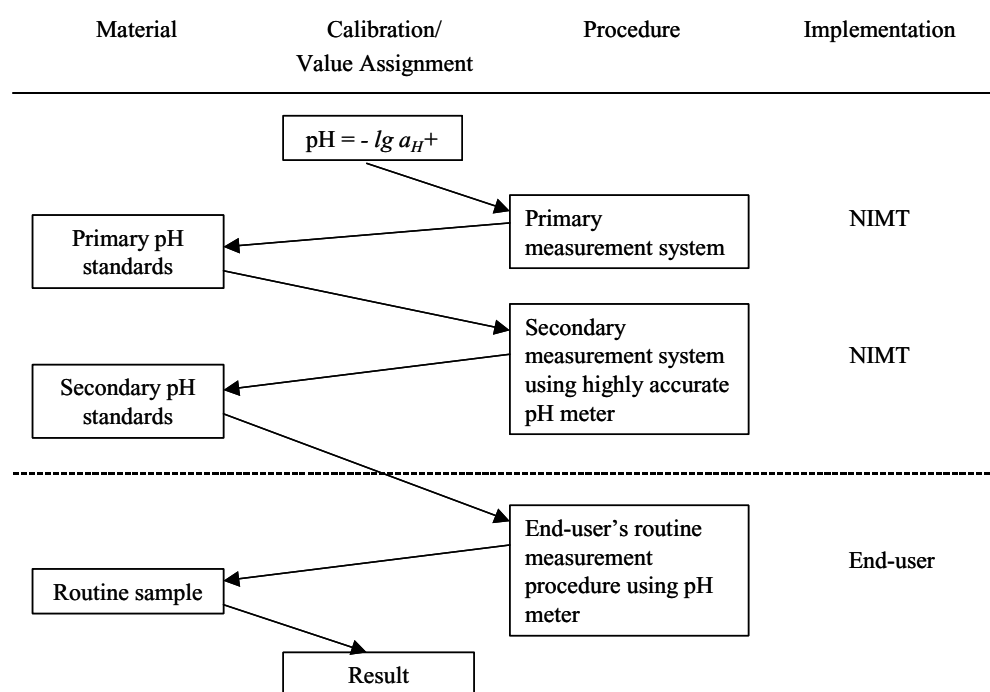 Material
Calibration/
Value Assignment
Procedure
Implementation
pH = - lg aH+
Primary
measurement system
NIMT
Primary pH
standards
Secondary
measurement system
using highly accurate
pH meter
NIMT
Secondary pH
standards
End-user's routine
measurement
procedure using pH
meter
End-user
Routine sample
Result